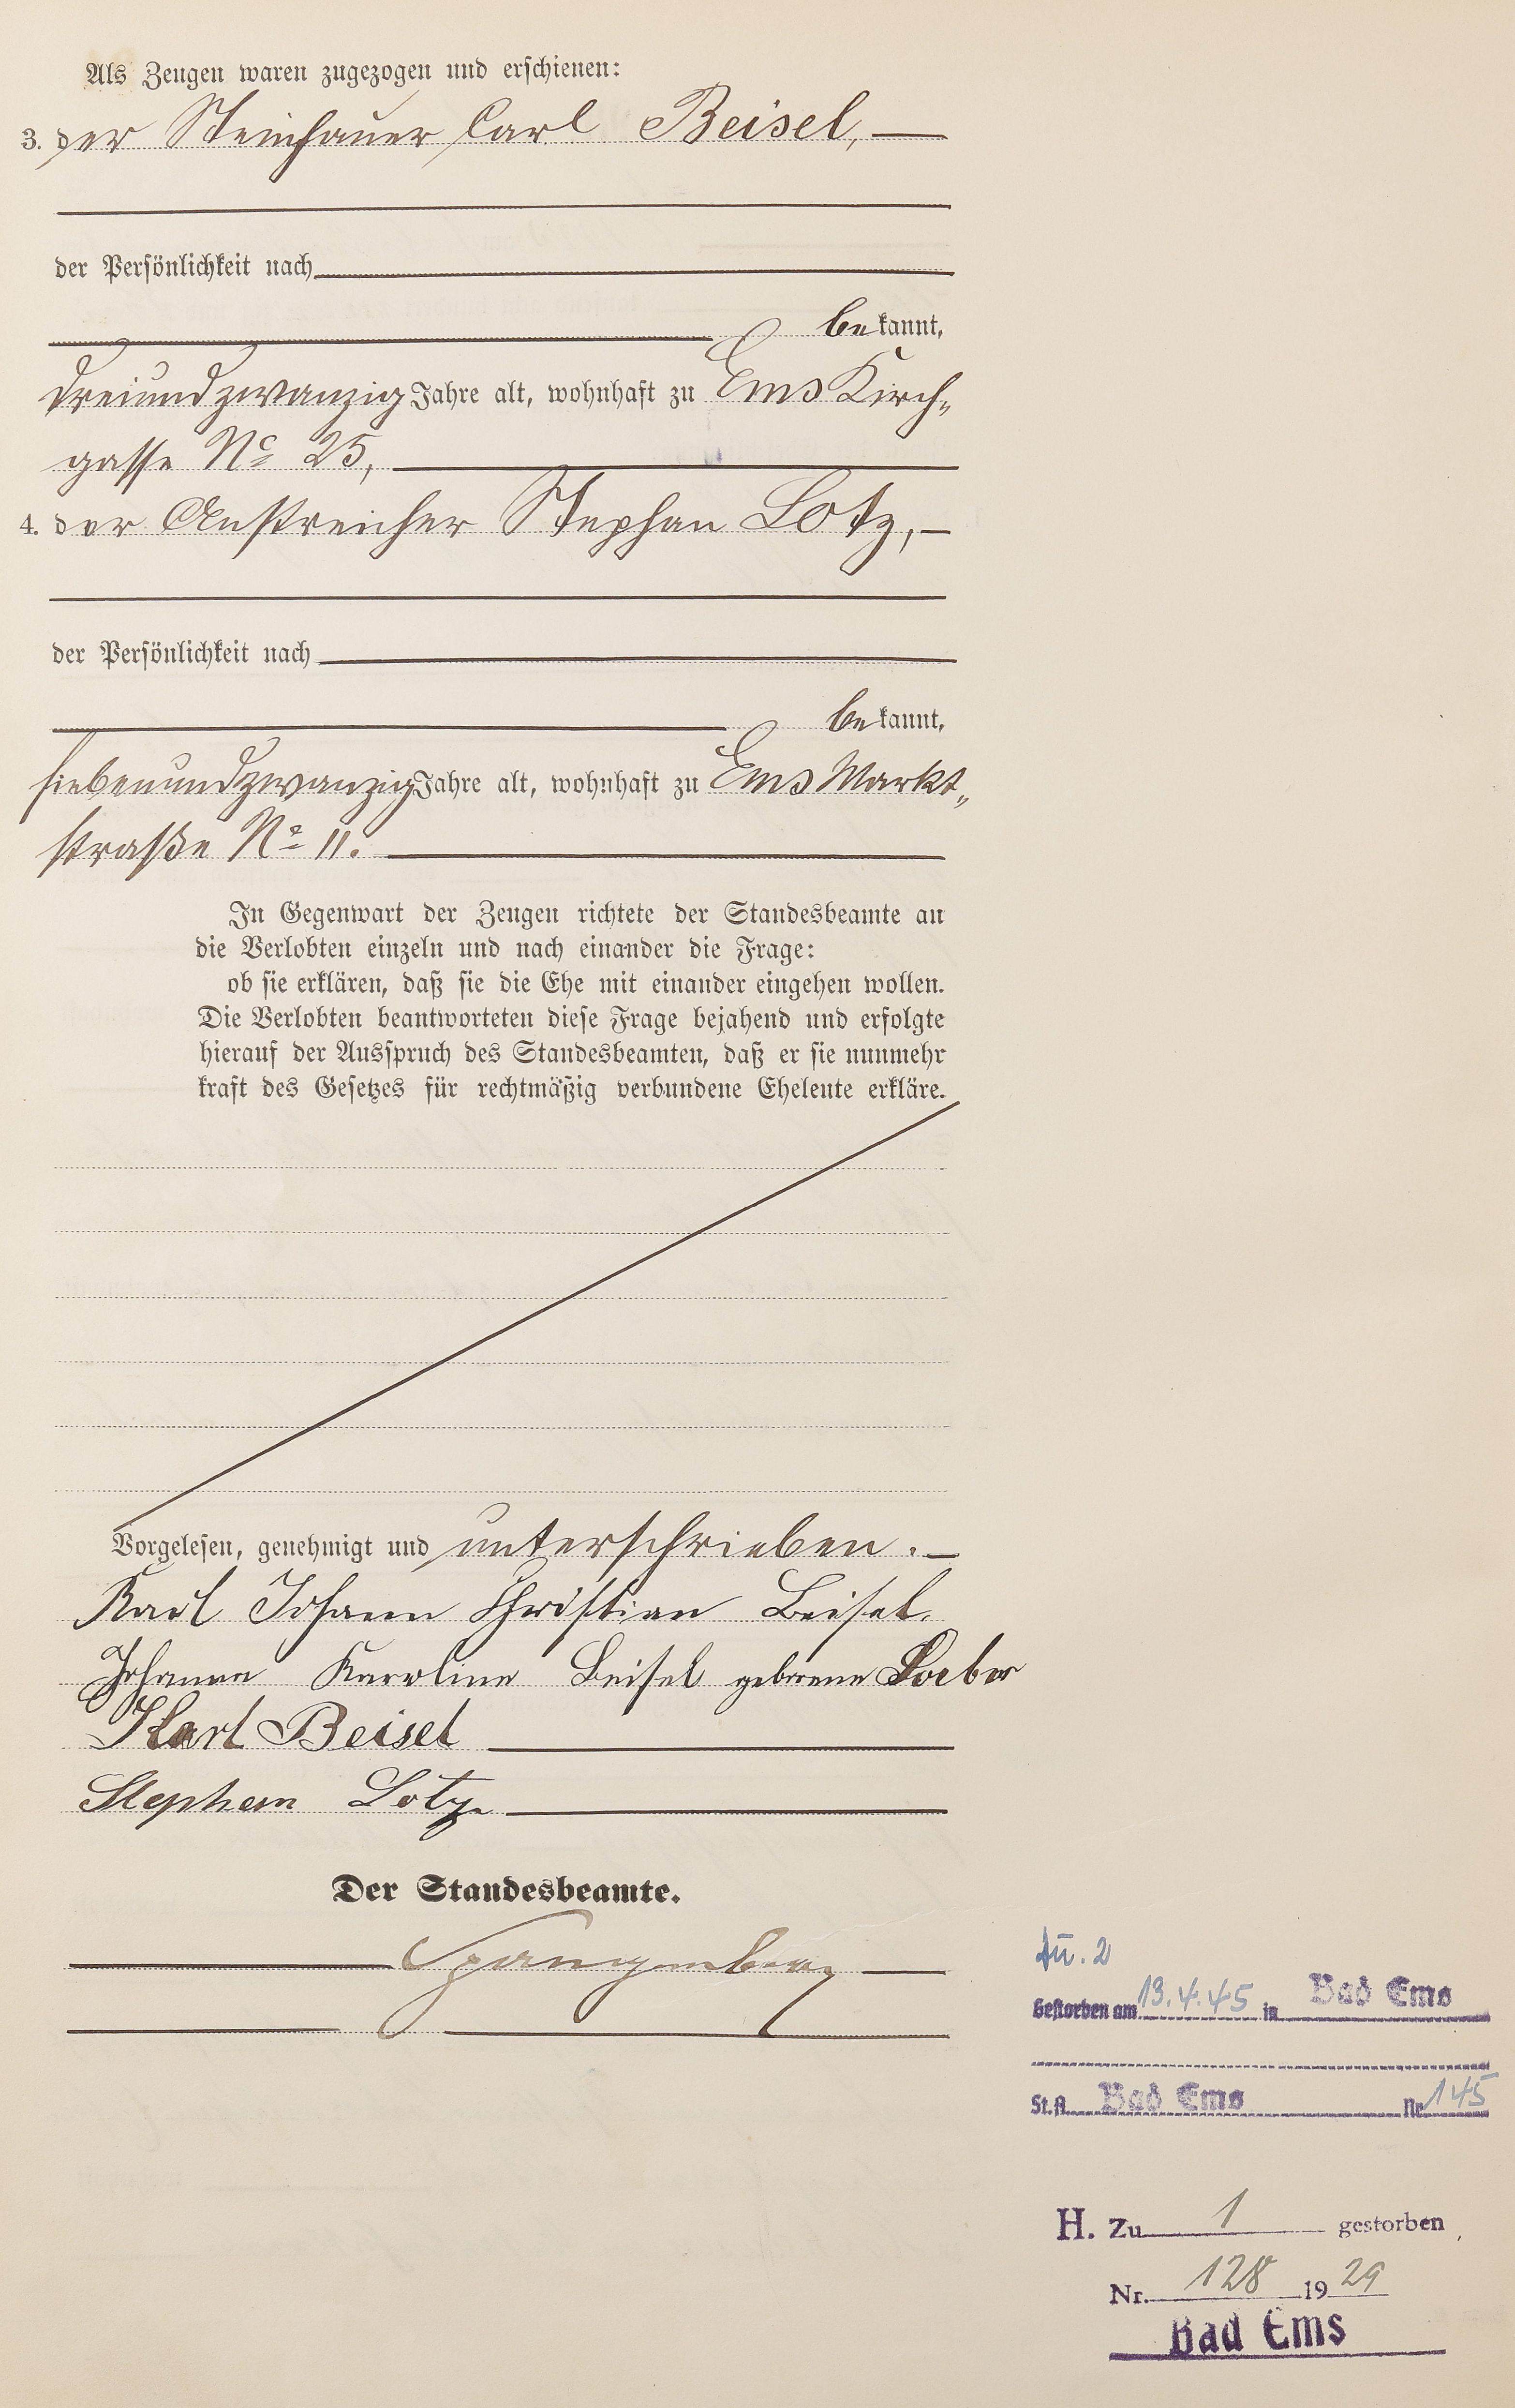 Als Zeugen waren zugezogen und erschienen:
3. der Steinhauer Carl Beisel, —
der Persönlichkeit nach
bekannt,
dreiundzwanzig Jahre alt, wohnhaft zu Ems Kirch-
gasse No 25,
4. der Anstreicher Stephan Lotz, —
der Persönlichkeit nach
bekannt,
siebenundzwanzig Jahre alt, wohnhaft zu Ems Markt-
straße No 11.
In Gegenwart der Zeugen richtete der Standesbeamte an
die Verlobten einzeln und nach einander die Frage:
ob sie erklären, daß sie die Ehe mit einander eingehen wollen.
Die Verlobten beantworteten diese Frage bejahend und erfolgte
hierauf der Ausspruch des Standesbeamten, daß er sie nunmehr
kraft des Gesetzes für rechtmäßig verbundene Eheleute erkläre.
Vorgelesen, genehmigt und unterschrieben. —
Karl Johann Christian Beisel.
Johanna Karoline Beisel geborene Loeber
Karl Beisel
Stephan Lotz.
Der Standesbeamte.
Spangenberg
Zu. 2
Gestorben am 13.4.45 in Bad Ems
St.A. Bad Ems Nr. 145
H. Zu 1 gestorben
Nr. 128 1929
Bad Ems